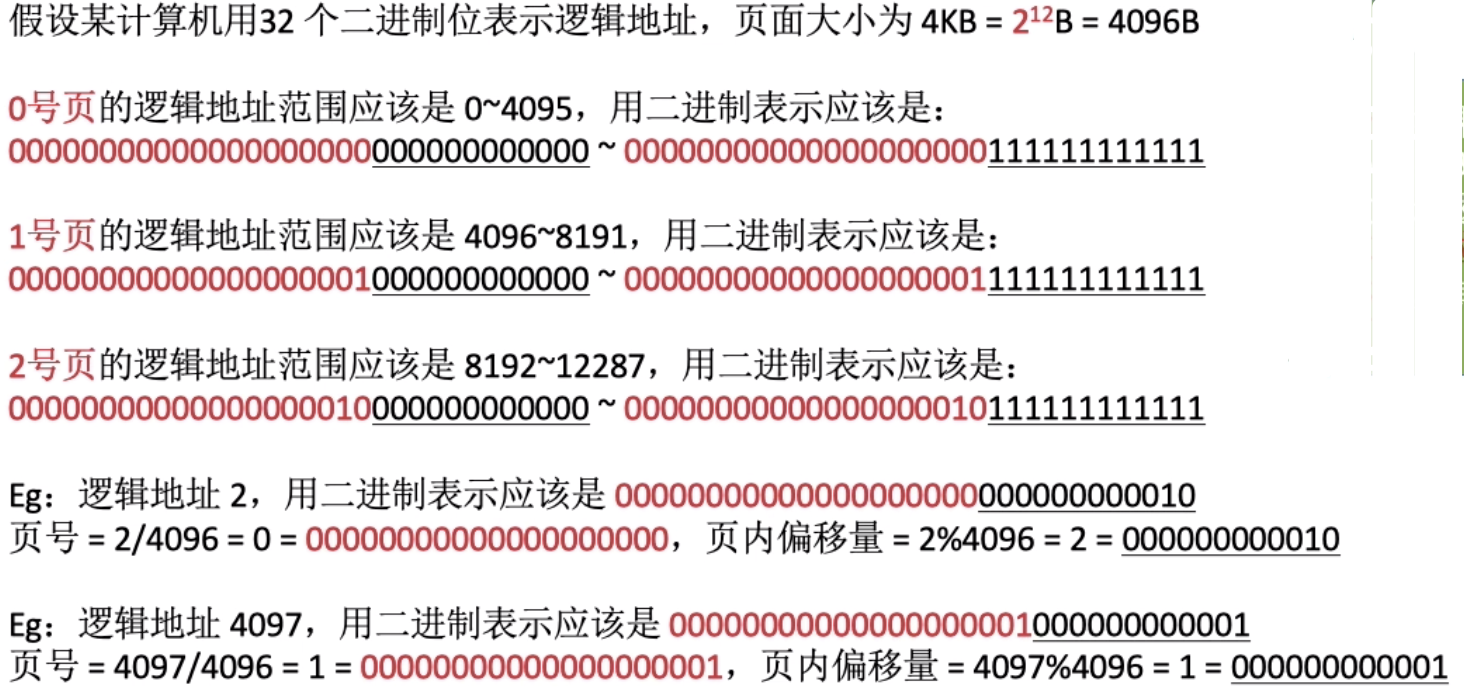 假设某计算机用32 个二进制位表示逻辑地址，页面大小为 4KB = 2¹²B = 4096B
0号页的逻辑地址范围应该是 0~4095，用二进制表示应该是：
00000000000000000000000000000000 ~ 00000000000000000000111111111111
1号页的逻辑地址范围应该是 4096~8191，用二进制表示应该是：
00000000000000000001000000000000 ~ 00000000000000000001111111111111
2号页的逻辑地址范围应该是 8192~12287，用二进制表示应该是：
00000000000000000010000000000000 ~ 00000000000000000010111111111111
Eg：逻辑地址 2，用二进制表示应该是 00000000000000000000000000000010
页号 = 2/4096 = 0 = 00000000000000000000，页内偏移量 = 2%4096 = 2 = 000000000010
Eg：逻辑地址 4097，用二进制表示应该是 00000000000000000001000000000001
页号 = 4097/4096 = 1 = 00000000000000000001，页内偏移量 = 4097%4096 = 1 = 000000000001